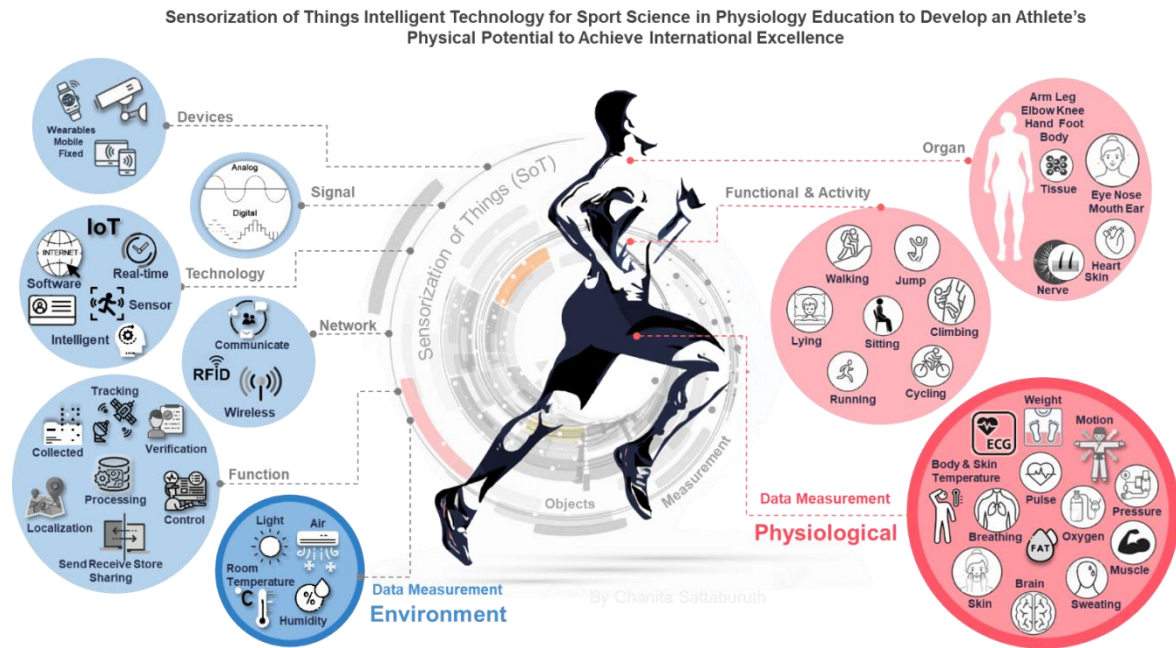 Sensorization of Things Intelligent Technology for Sport Science in Physiology Education to Develop an Athlete's
Physical Potential to Achieve International Excellence
Devices
Wearables
Mobile
Fixed
Signal
Analog
Digital
Technology
IoT
INTERNET
Real-time
Software
Sensor
Intelligent
Network
Communicate
RFID
Wireless
Function
Tracking
Collected
Verification
Processing
Localization
Control
Send Receive Store
Sharing
Light
Air
Room
Temperature
°C
%
Humidity
Data Measurement
Environment
Sensorization of Things (SoT)
Objects
Measurement
By Chanita Sattaburuth
Organ
Arm Leg
Elbow Knee
Hand Foot
Body
Tissue
Eye Nose
Mouth Ear
Heart
Skin
Nerve
Functional & Activity
Walking
Jump
Lying
Sitting
Climbing
Running
Cycling
Data Measurement
Physiological
Weight
ECG
Motion
Body & Skin
Temperature
Pulse
Pressure
Breathing
FAT
Oxygen
Muscle
Skin
Brain
Sweating